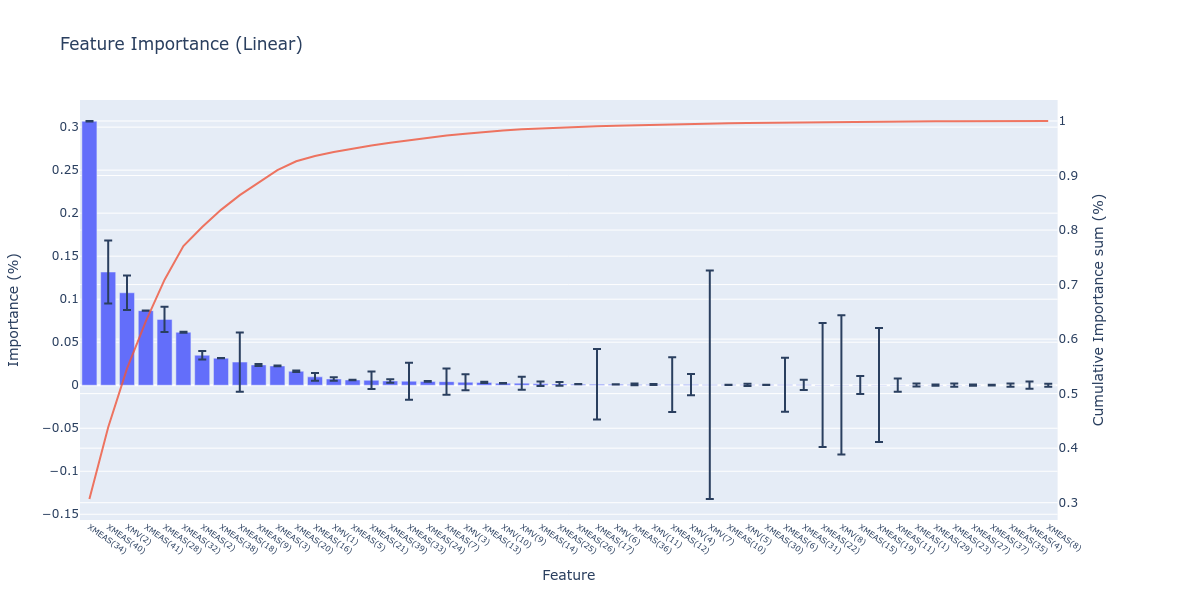 Feature Importance (Linear)
0.3
0.25
0.2
0.15
0.1
0.05
0
−0.05
−0.1
−0.15
Importance (%)
1
0.9
0.8
0.7
0.6
0.5
0.4
0.3
Cumulative Importance sum (%)
XMEAS(34)
XMEAS(40)
XMV(2)
XMEAS(41)
XMEAS(28)
XMEAS(32)
XMEAS(2)
XMEAS(38)
XMEAS(18)
XMEAS(9)
XMEAS(3)
XMEAS(20)
XMEAS(16)
XMV(1)
XMEAS(5)
XMEAS(21)
XMEAS(39)
XMEAS(33)
XMEAS(24)
XMEAS(7)
XMV(3)
XMEAS(13)
XMV(10)
XMV(9)
XMEAS(14)
XMEAS(25)
XMEAS(26)
XMEAS(17)
XMV(6)
XMEAS(36)
XMV(11)
XMEAS(12)
XMV(4)
XMV(7)
XMEAS(10)
XMV(5)
XMEAS(30)
XMEAS(6)
XMEAS(31)
XMEAS(22)
XMV(8)
XMEAS(15)
XMEAS(19)
XMEAS(11)
XMEAS(1)
XMEAS(29)
XMEAS(23)
XMEAS(27)
XMEAS(37)
XMEAS(35)
XMEAS(4)
XMEAS(8)
Feature